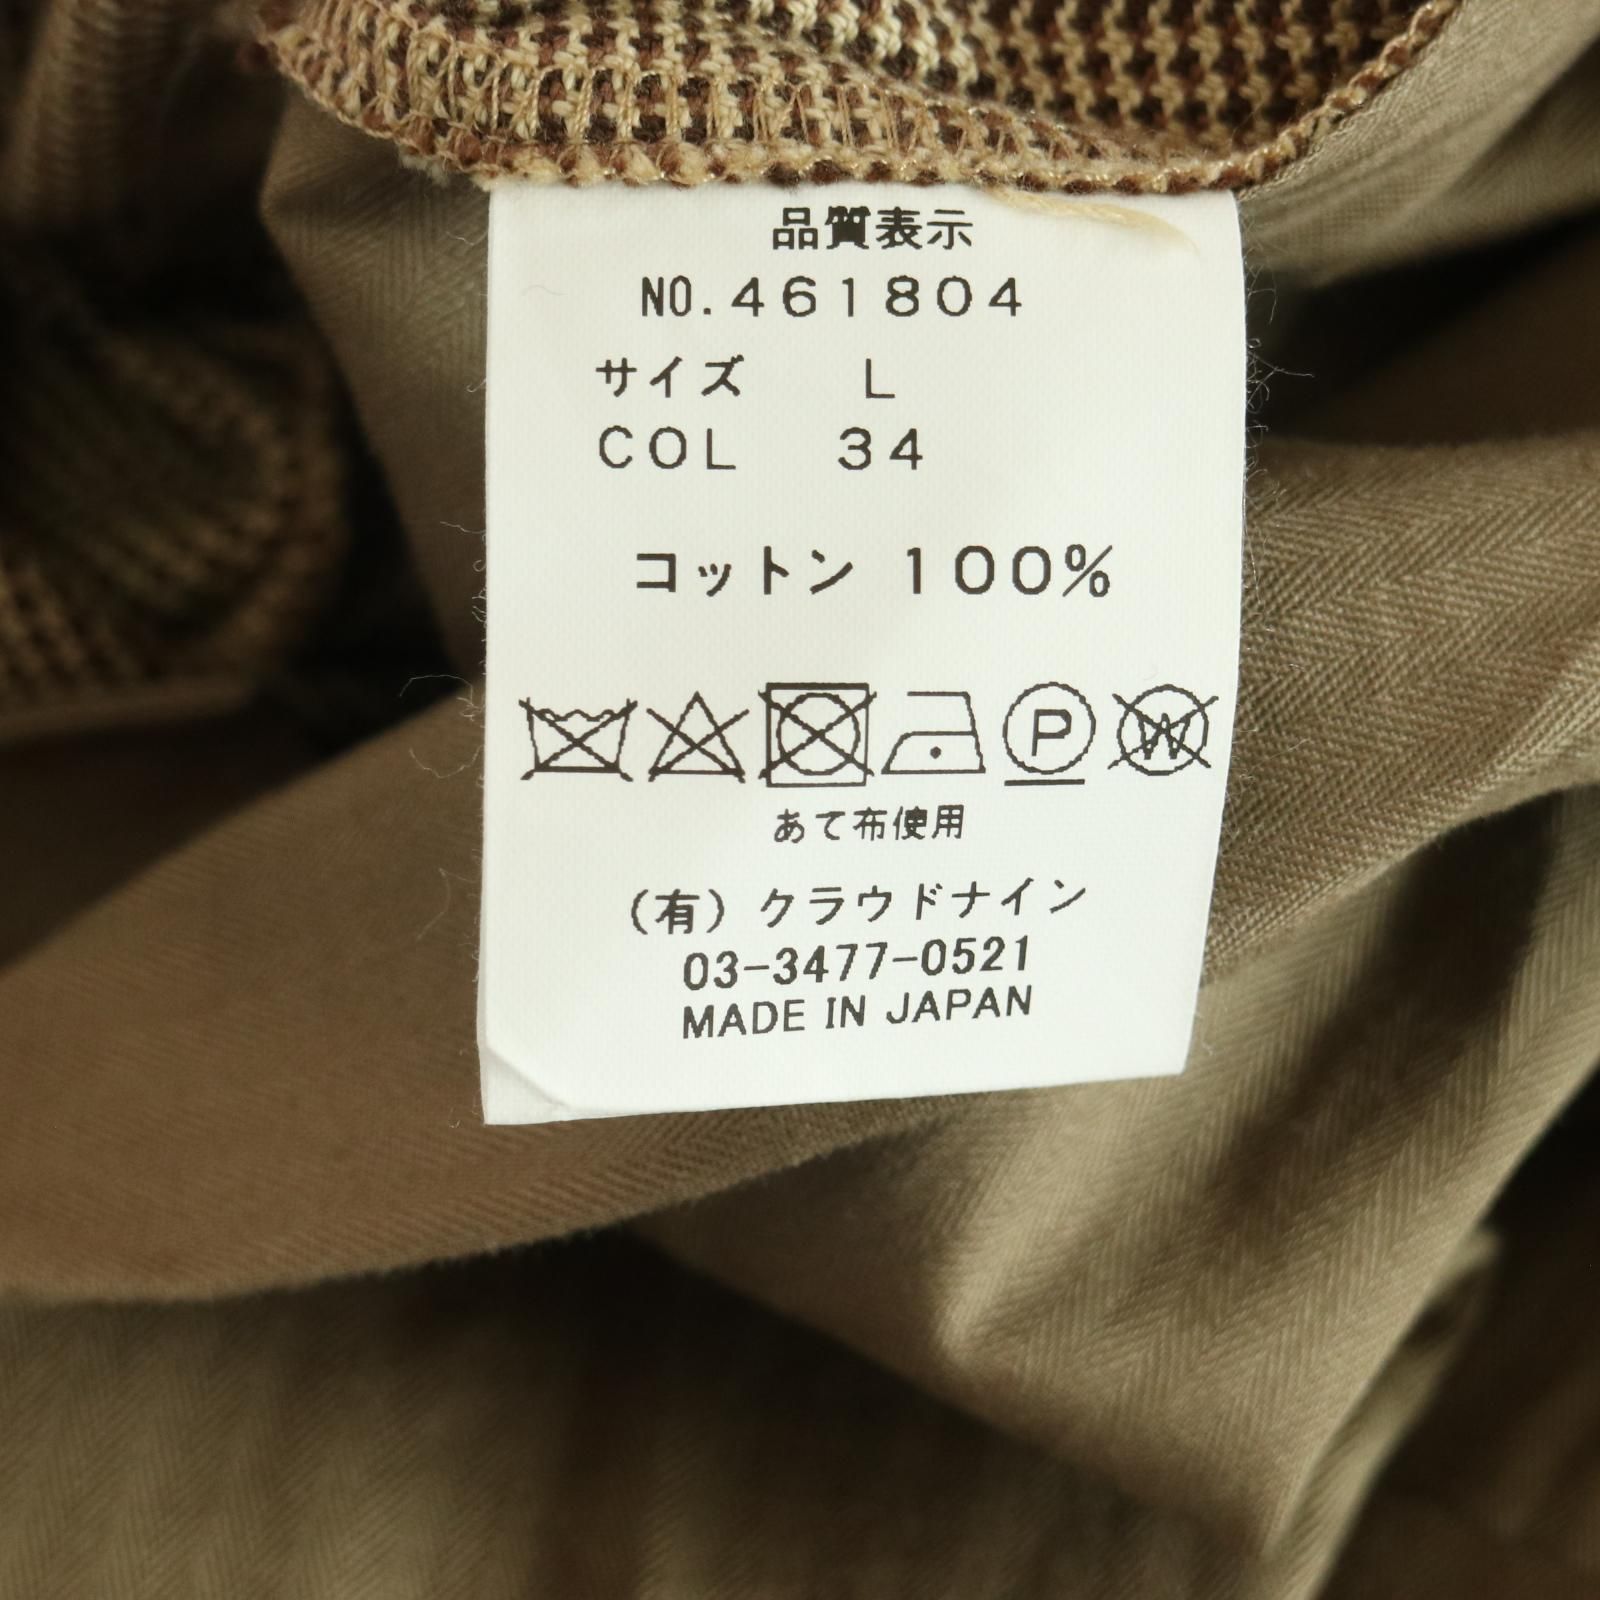 品質表示
NO.461804
サイズ L
COL 34
コットン 100%
P W
あて布使用
(有)クラウドナイン
03-3477-0521
MADE IN JAPAN